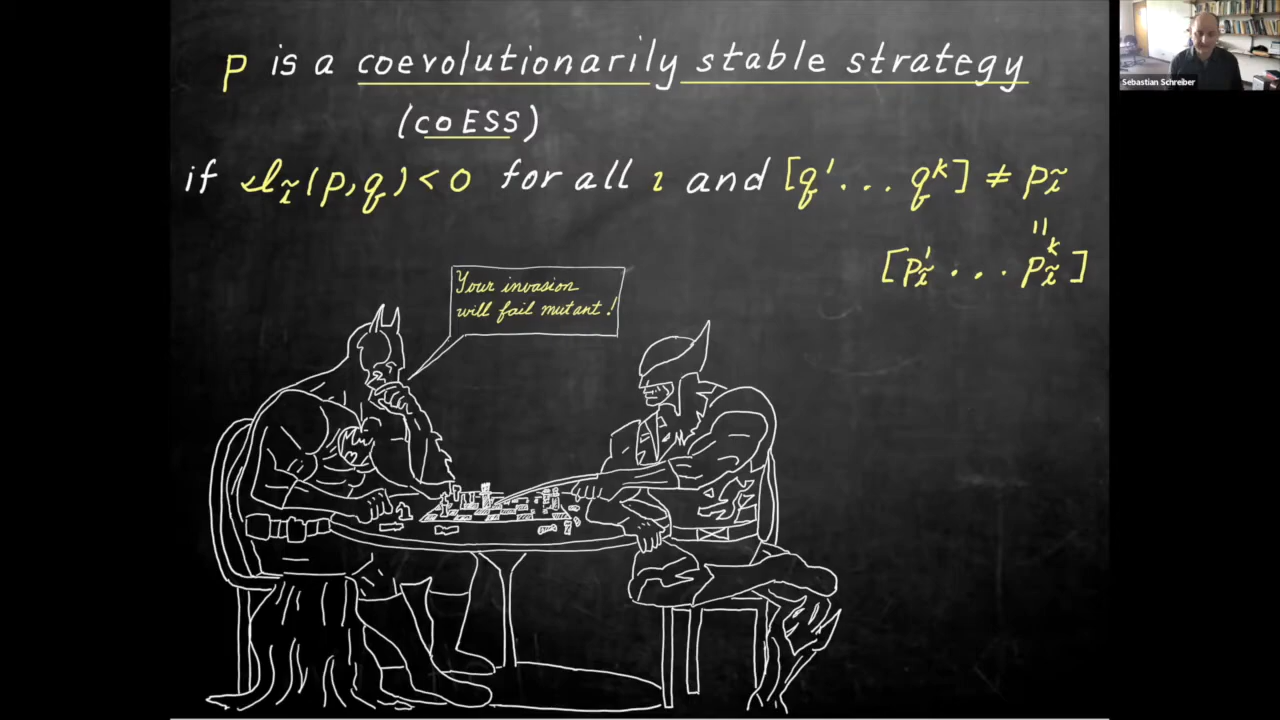 p is a coevolutionarily stable strategy
(coESS)
if 𝓘ᵢ(p,q) < 0 for all i and [q¹ ... qᵏ] ≠ pᵢ
=
[pᵢ¹ ... pᵢᵏ]
Your invasion
will fail mutant!
Sebastian Schreiber